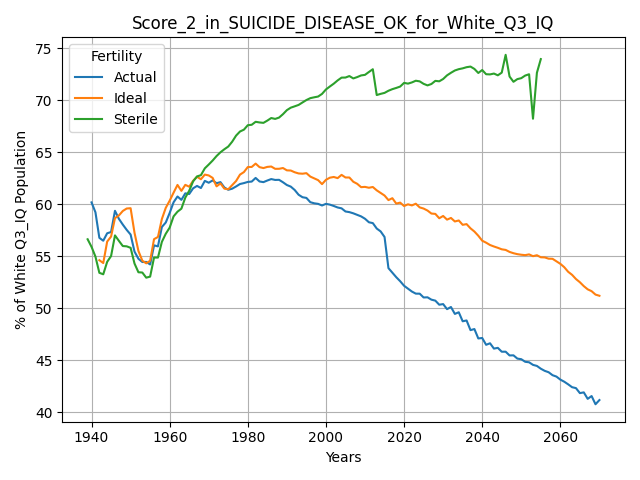 Score_2_in_SUICIDE_DISEASE_OK_for_White_Q3_IQ
Fertility
Actual
Ideal
Sterile
% of White Q3_IQ Population
75
70
65
60
55
50
45
40
1940 1960 1980 2000 2020 2040 2060
Years